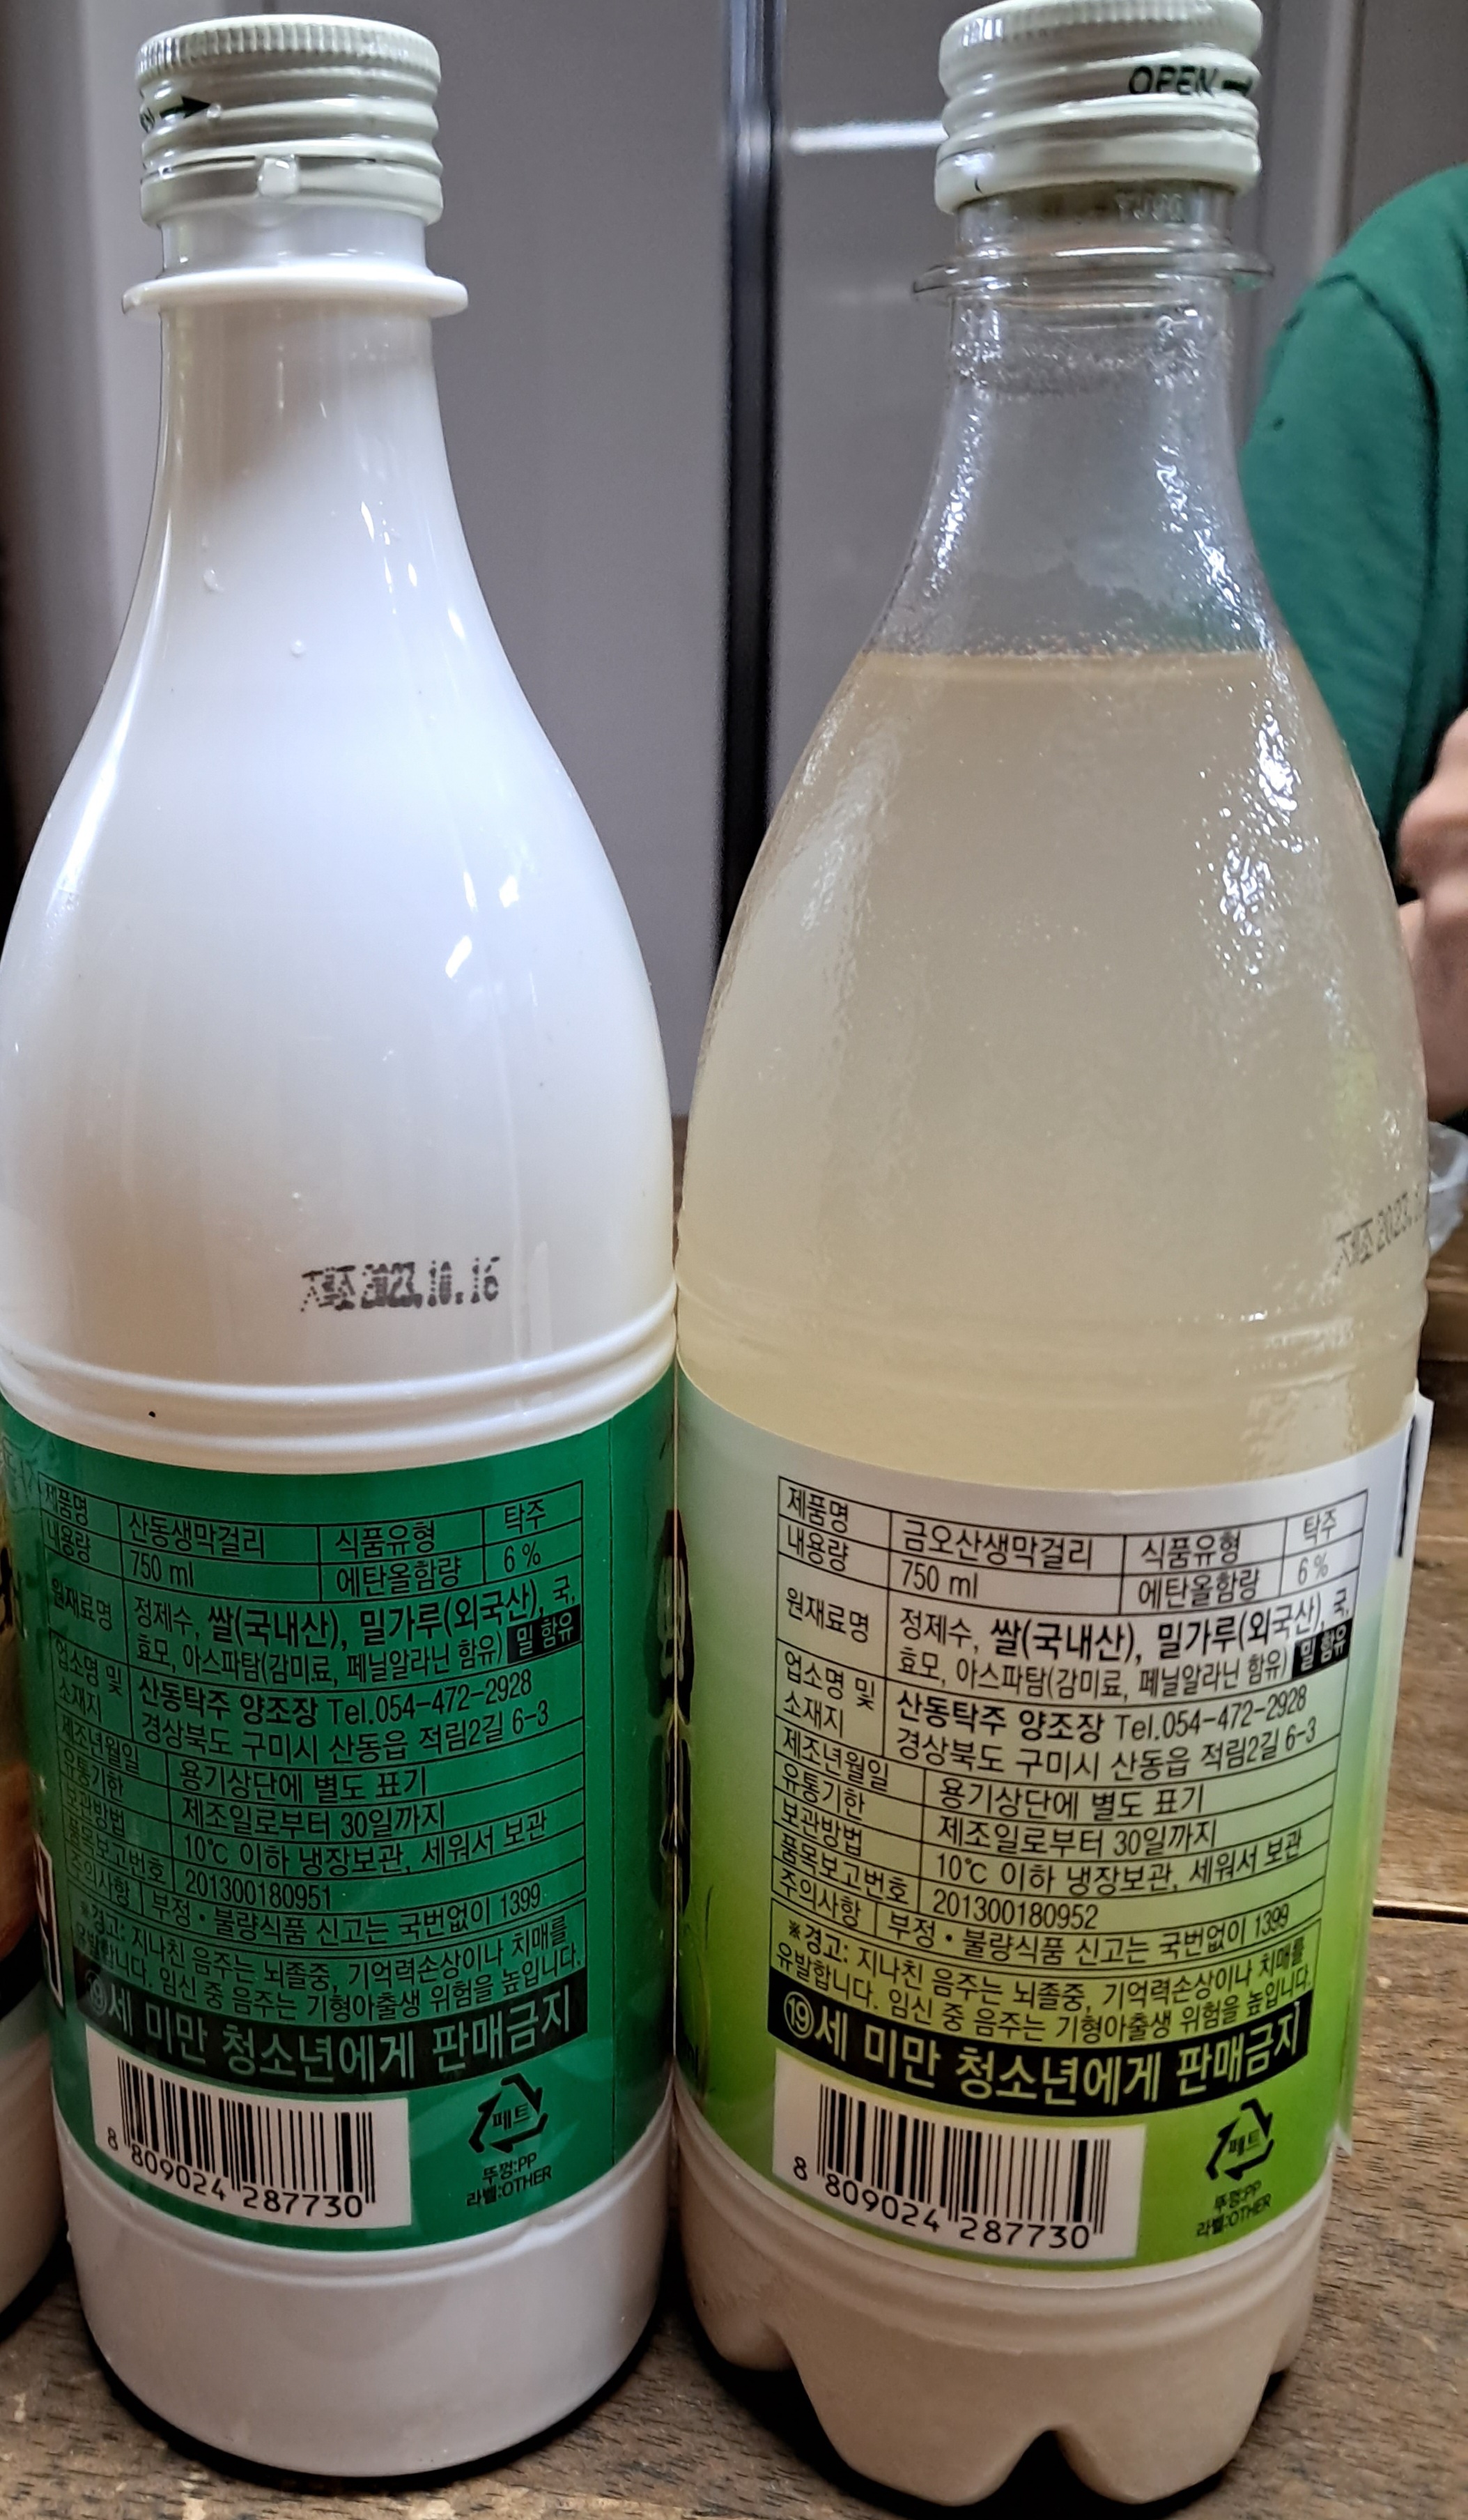 OPEN
제조 2023.10.16
제조 2023.
제품명 산동생막걸리 식품유형 탁주
내용량 750 ml 에탄올함량 6%
원재료명 정제수, 쌀(국내산), 밀가루(외국산), 국,
효모, 아스파탐(감미료, 페닐알라닌 함유) 밀 함유
업소명 및 산동탁주 양조장 Tel.054-472-2928
소재지 경상북도 구미시 산동읍 적림2길 6-3
제조년월일 용기상단에 별도 표기
유통기한 제조일로부터 30일까지
보관방법 10℃ 이하 냉장보관, 세워서 보관
품목보고번호 201300180951
주의사항 부정·불량식품 신고는 국번없이 1399
※경고: 지나친 음주는 뇌졸중, 기억력손상이나 치매를
유발합니다. 임신 중 음주는 기형아출생 위험을 높입니다.
⑲세 미만 청소년에게 판매금지
페트
뚜껑:PP
라벨:OTHER
8 809024 287730
제품명 금오산생막걸리 식품유형 탁주
내용량 750 ml 에탄올함량 6%
원재료명 정제수, 쌀(국내산), 밀가루(외국산), 국,
효모, 아스파탐(감미료, 페닐알라닌 함유) 밀 함유
업소명 및 산동탁주 양조장 Tel.054-472-2928
소재지 경상북도 구미시 산동읍 적림2길 6-3
제조년월일 용기상단에 별도 표기
유통기한 제조일로부터 30일까지
보관방법 10℃ 이하 냉장보관, 세워서 보관
품목보고번호 201300180952
주의사항 부정·불량식품 신고는 국번없이 1399
※경고: 지나친 음주는 뇌졸중, 기억력손상이나 치매를
유발합니다. 임신 중 음주는 기형아출생 위험을 높입니다.
⑲세 미만 청소년에게 판매금지
페트
뚜껑:PP
라벨:OTHER
8 809024 287730